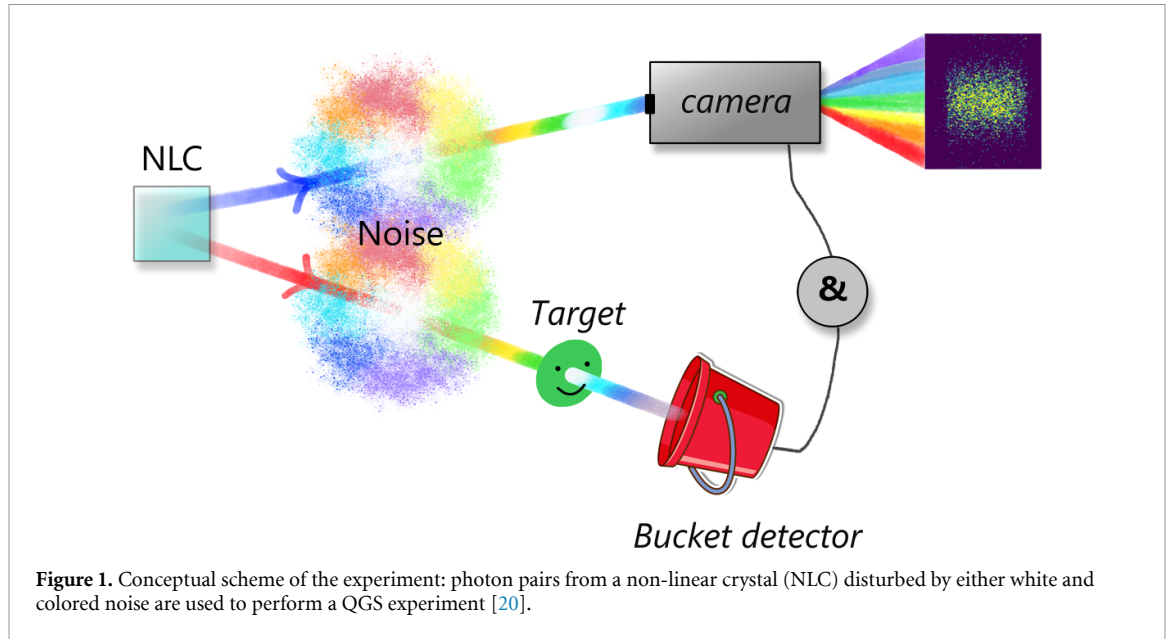 camera
NLC
Noise
Target
&
Bucket detector
Figure 1. Conceptual scheme of the experiment: photon pairs from a non-linear crystal (NLC) disturbed by either white and
colored noise are used to perform a QGS experiment [20].